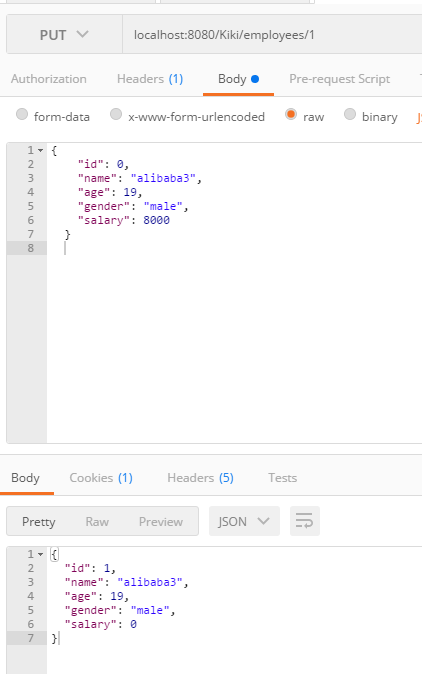 PUT localhost:8080/Kiki/employees/1
Authorization Headers (1) Body Pre-request Script
form-data x-www-form-urlencoded raw binary
1 {
2 "id": 0,
3 "name": "alibaba3",
4 "age": 19,
5 "gender": "male",
6 "salary": 8000
7 }
8
Body Cookies (1) Headers (5) Tests
Pretty Raw Preview JSON
1 {
2 "id": 1,
3 "name": "alibaba3",
4 "age": 19,
5 "gender": "male",
6 "salary": 0
7 }